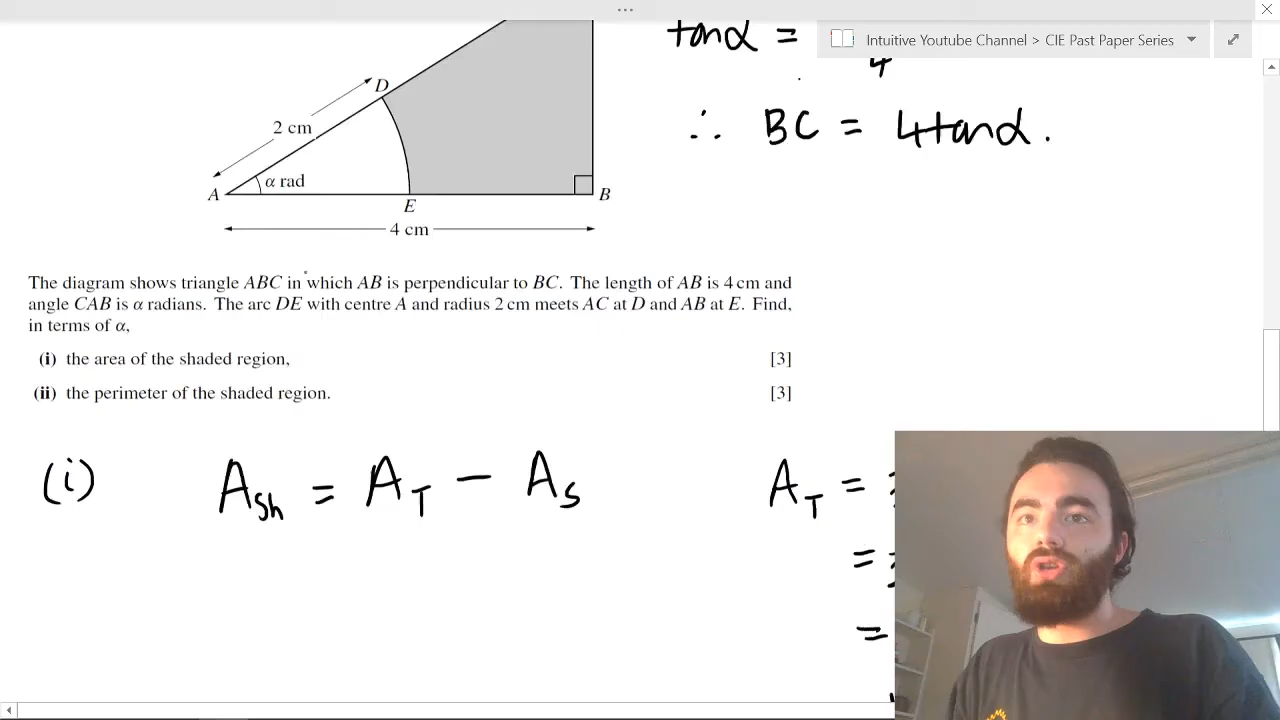 tanα =
4
Intuitive Youtube Channel > CIE Past Paper Series
∴ BC = 4tanα.
D
2 cm
α rad
A
E
B
4 cm
The diagram shows triangle ABC in which AB is perpendicular to BC. The length of AB is 4 cm and
angle CAB is α radians. The arc DE with centre A and radius 2 cm meets AC at D and AB at E. Find,
in terms of α,
(i) the area of the shaded region, [3]
(ii) the perimeter of the shaded region. [3]
(i) A_Sh = A_T − A_S
A_T =
=
=